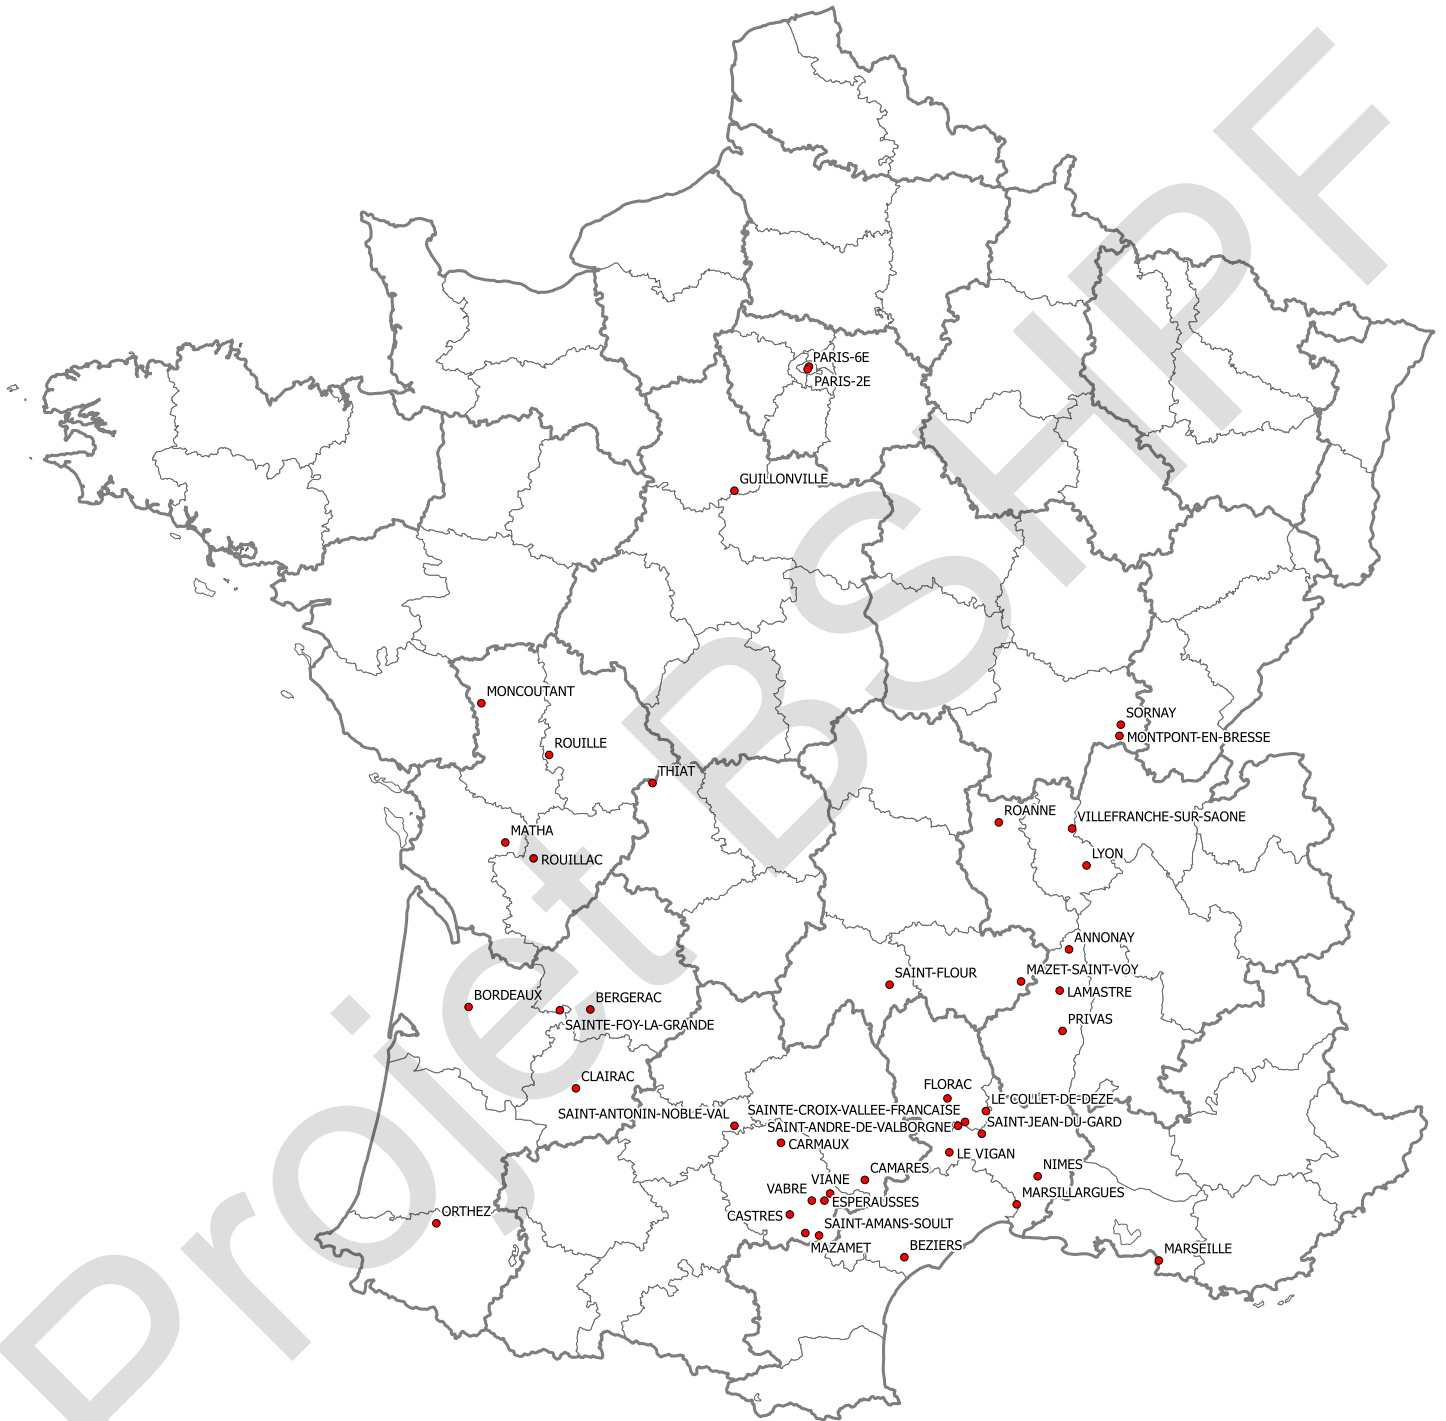 PARIS-6E
PARIS-2E
GUILLONVILLE
MONCOUTANT
SORNAY
MONTPONT-EN-BRESSE
ROUILLE
THIAT
ROANNE
VILLEFRANCHE-SUR-SAONE
MATHA
ROUILLAC
LYON
ANNONAY
SAINT-FLOUR
MAZET-SAINT-VOY
LAMASTRE
BORDEAUX
BERGERAC
SAINTE-FOY-LA-GRANDE
PRIVAS
CLAIRAC
FLORAC
LE COLLET-DE-DEZE
SAINT-ANTONIN-NOBLE-VAL
SAINTE-CROIX-VALLEE-FRANCAISE
SAINT-ANDRE-DE-VALBORGNE
SAINT-JEAN-DU-GARD
CARMAUX
LE VIGAN
CAMARES
NIMES
VIANE
VABRE
ESPERAUSSES
MARSILLARGUES
CASTRES
ORTHEZ
SAINT-AMANS-SOULT
MAZAMET
BEZIERS
MARSEILLE
Projet BSHPF